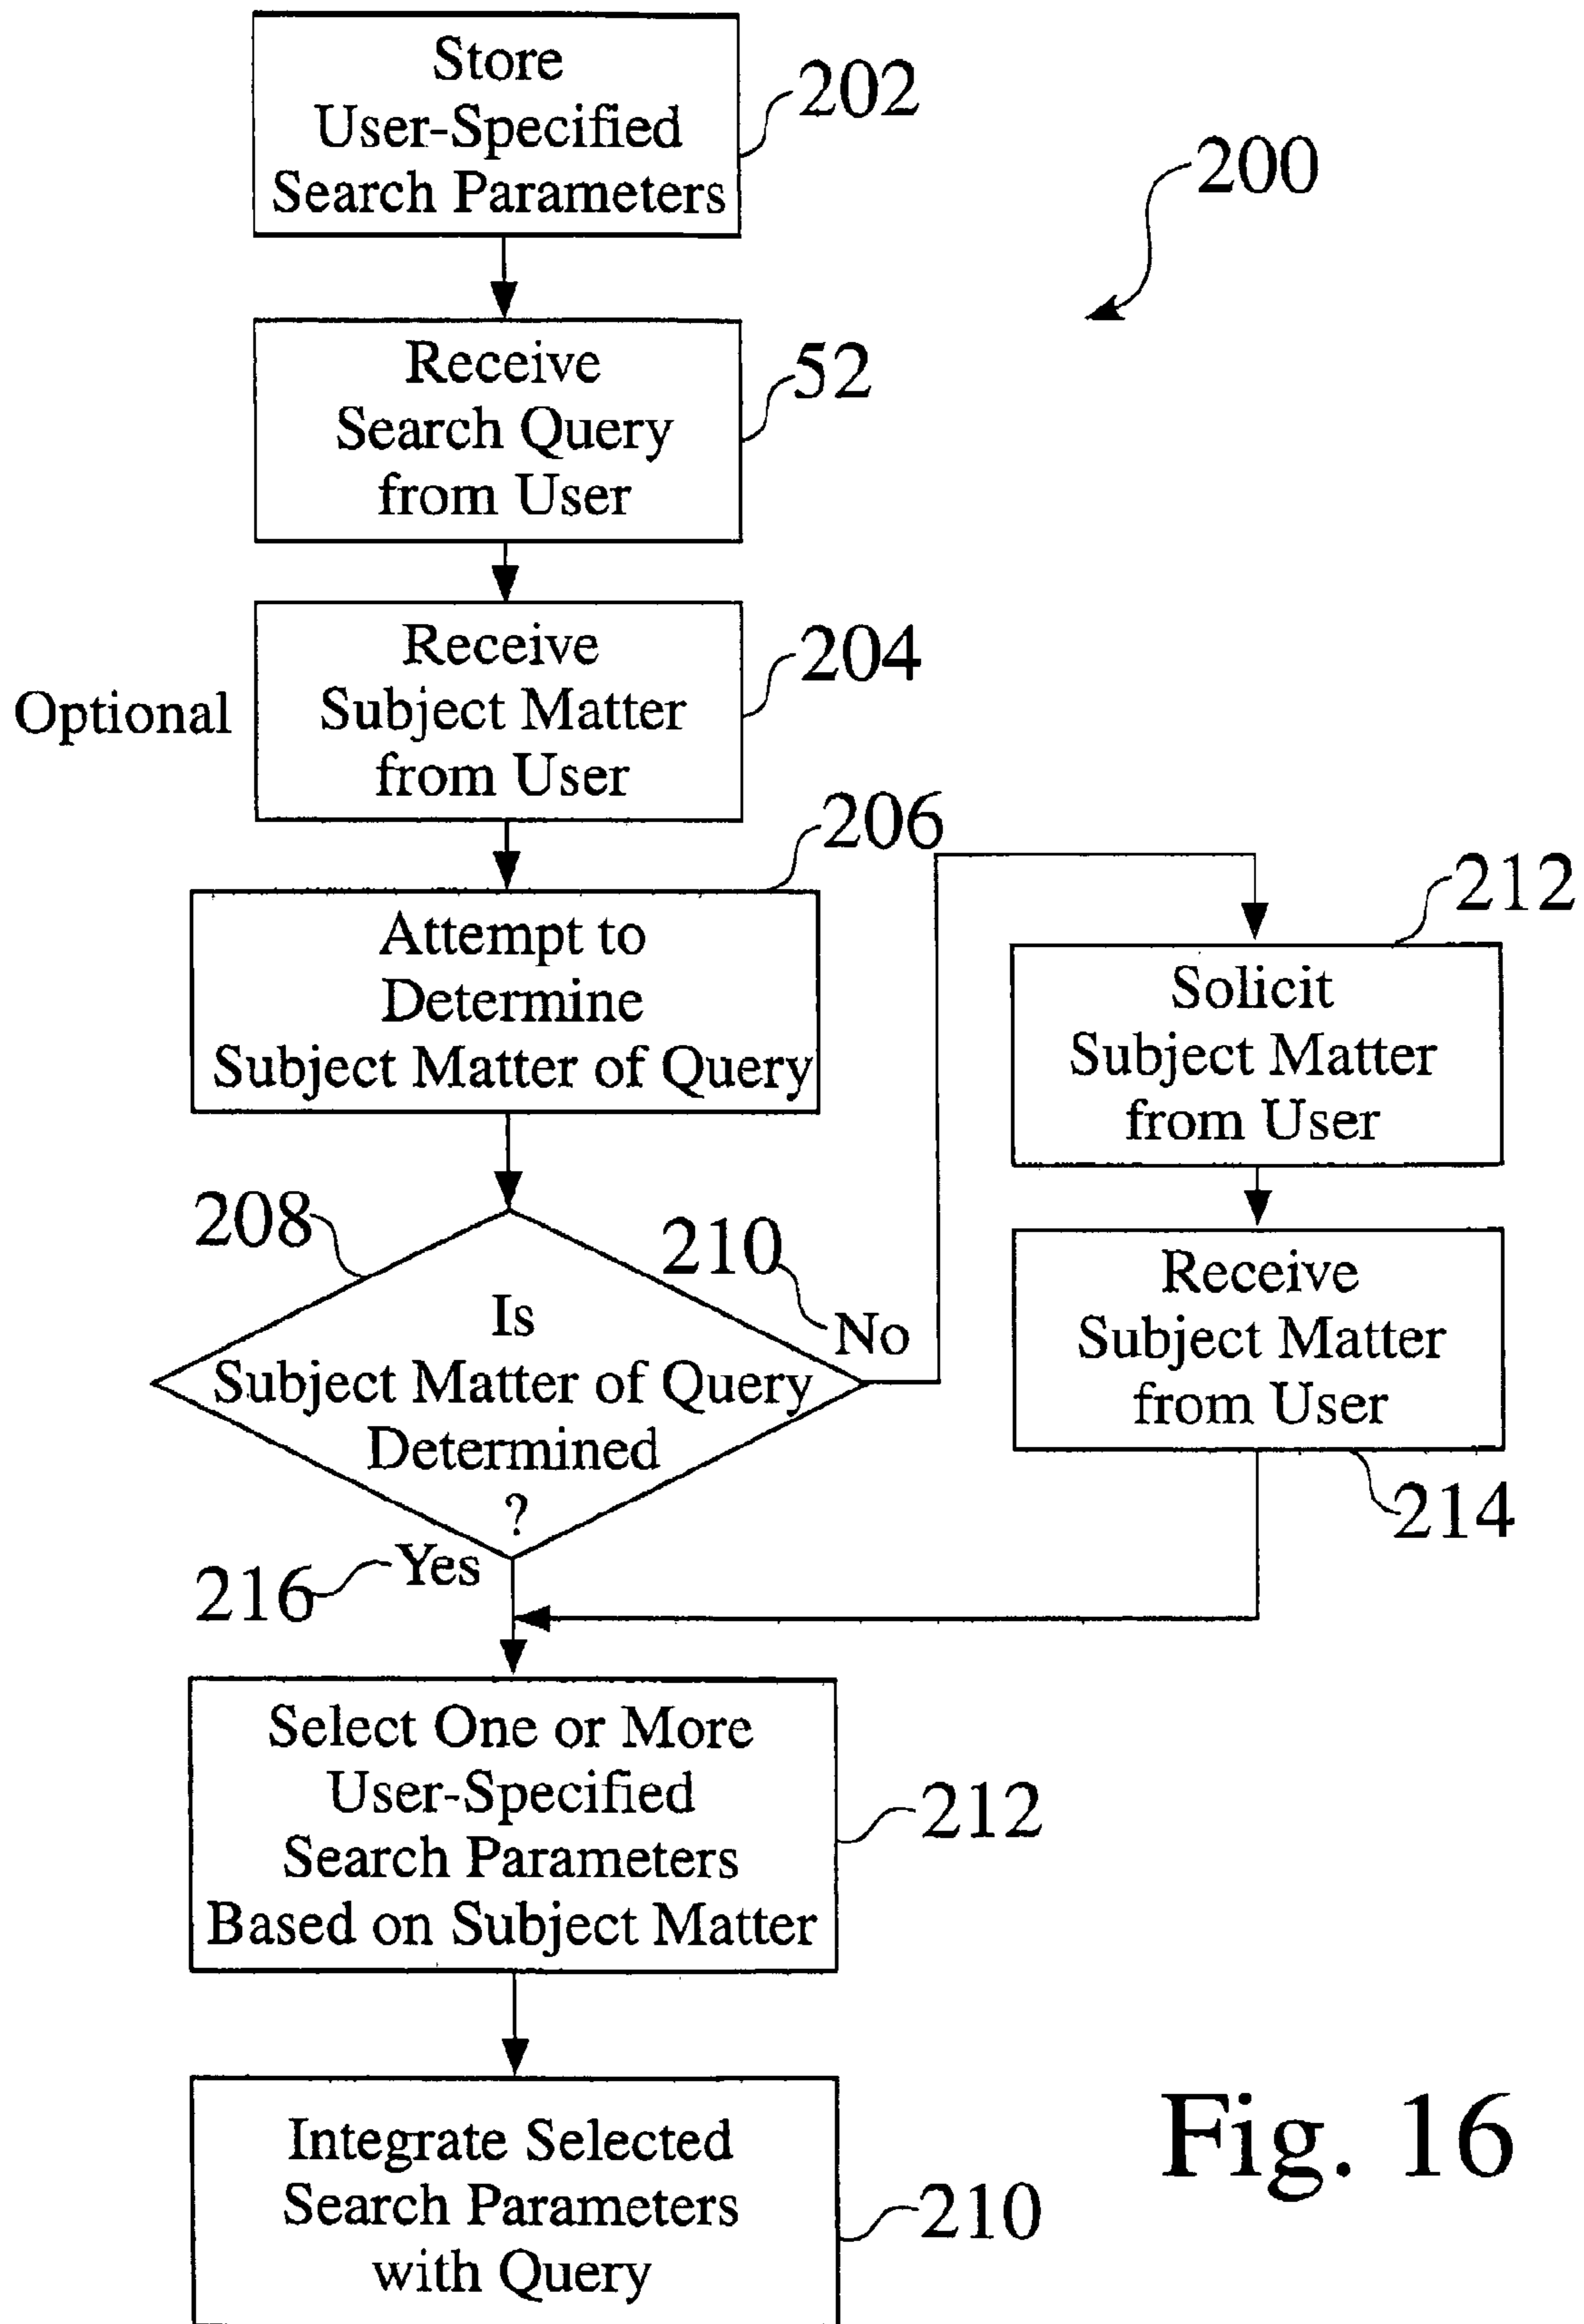 Store
User-Specified
Search Parameters
202
200
Receive
Search Query
from User
52
Optional
Receive
Subject Matter
from User
204
206
Attempt to
Determine
Subject Matter of Query
212
Solicit
Subject Matter
from User
208
210
No
Is
Subject Matter of Query
Determined
?
Receive
Subject Matter
from User
214
216
Yes
Select One or More
User-Specified
Search Parameters
Based on Subject Matter
212
Integrate Selected
Search Parameters
with Query
210
Fig. 16